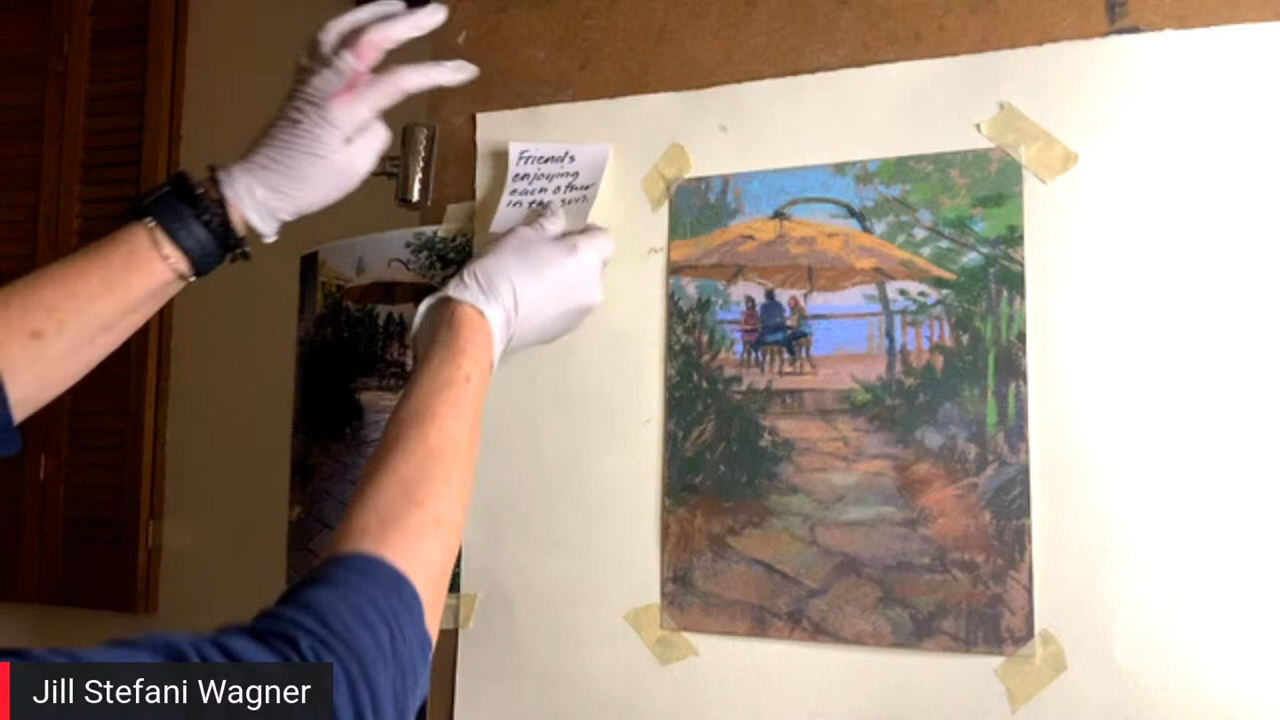 Friends
enjoying
each other
in the sun.
Jill Stefani Wagner